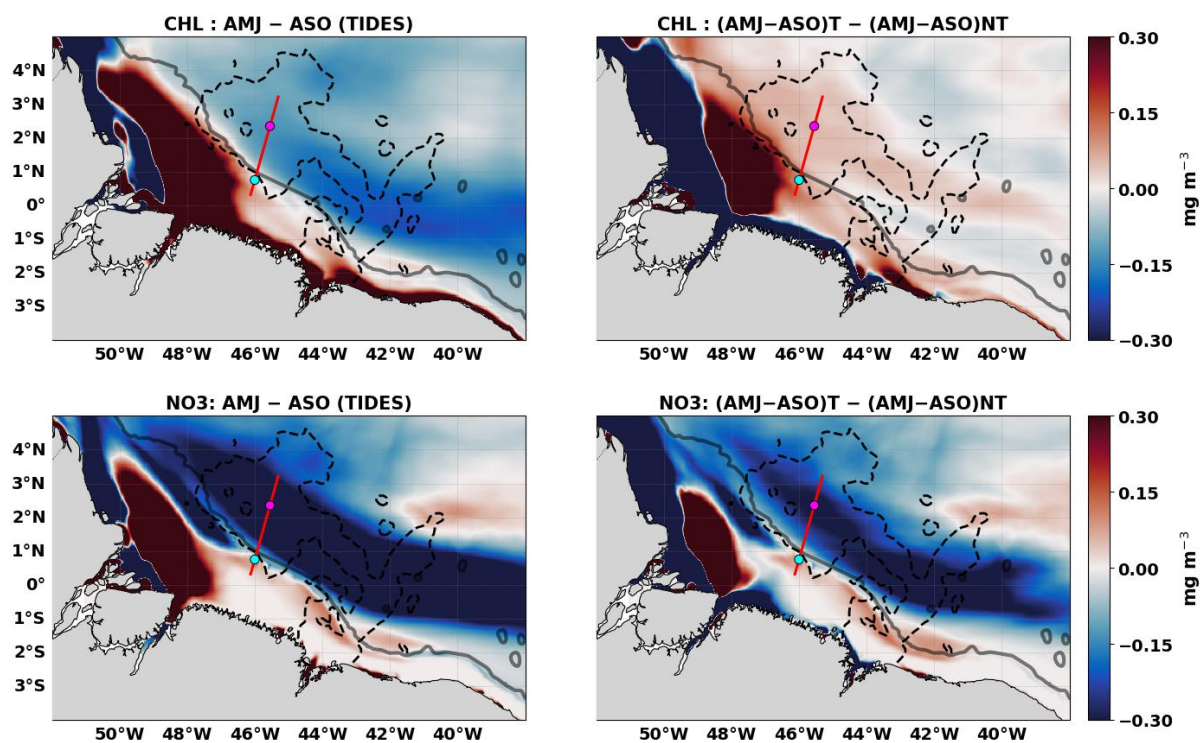 CHL : AMJ − ASO (TIDES)
CHL : (AMJ−ASO)T − (AMJ−ASO)NT
4°N
3°N
2°N
1°N
0°
1°S
2°S
3°S
50°W 48°W 46°W 44°W 42°W 40°W
50°W 48°W 46°W 44°W 42°W 40°W
0.30
0.15
0.00
−0.15
−0.30
mg m⁻³
NO3: AMJ − ASO (TIDES)
NO3: (AMJ−ASO)T − (AMJ−ASO)NT
4°N
3°N
2°N
1°N
0°
1°S
2°S
3°S
50°W 48°W 46°W 44°W 42°W 40°W
50°W 48°W 46°W 44°W 42°W 40°W
0.30
0.15
0.00
−0.15
−0.30
mg m⁻³